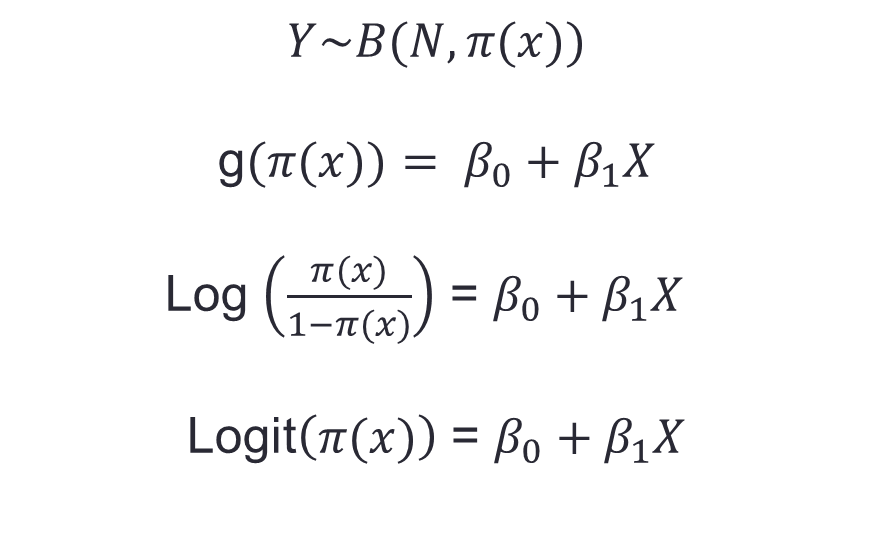 Y~B(N, π(x))
g(π(x)) = β₀ + β₁X
Log (π(x)/1−π(x)) = β₀ + β₁X
Logit(π(x)) = β₀ + β₁X